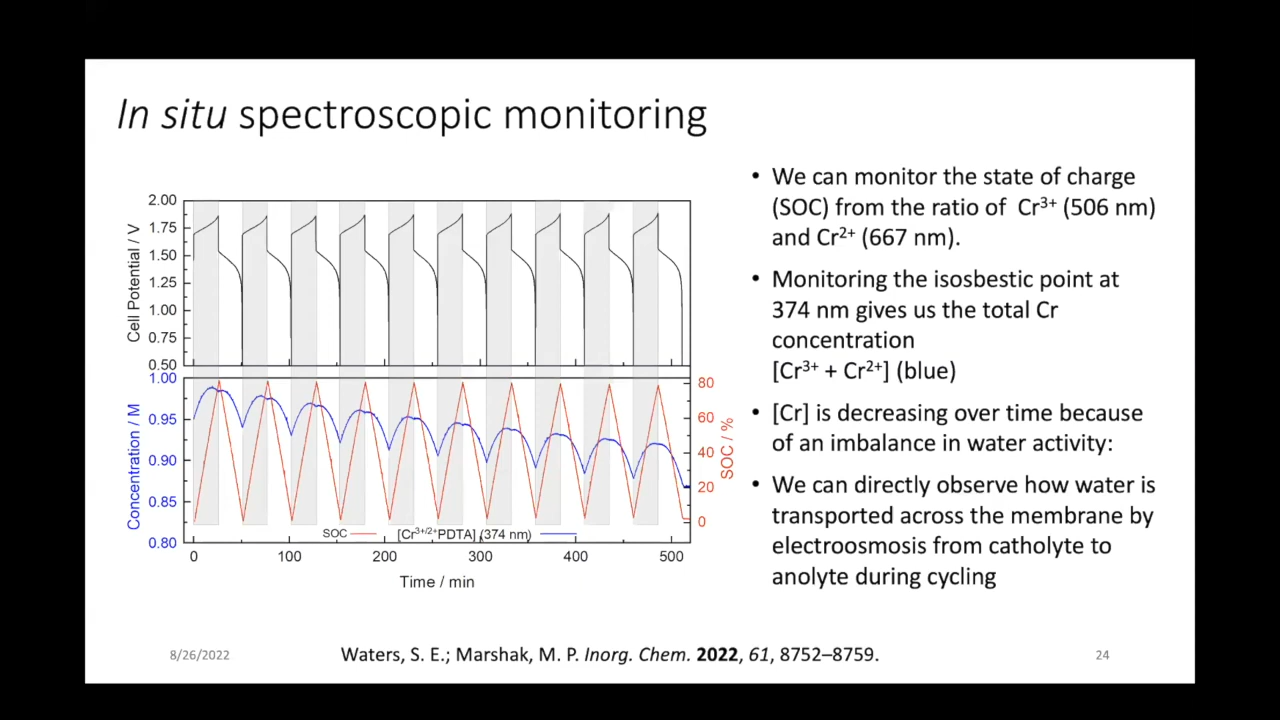 In situ spectroscopic monitoring
2.00
1.75
1.50
1.25
1.00
0.75
0.50
Cell Potential / V
1.00
0.95
0.90
0.85
0.80
Concentration / M
80
60
40
20
0
SOC / %
SOC
[Cr³⁺/²⁺PDTA] (374 nm)
0 100 200 300 400 500
Time / min
• We can monitor the state of charge
(SOC) from the ratio of Cr³⁺ (506 nm)
and Cr²⁺ (667 nm).
• Monitoring the isosbestic point at
374 nm gives us the total Cr
concentration
[Cr³⁺ + Cr²⁺] (blue)
• [Cr] is decreasing over time because
of an imbalance in water activity:
• We can directly observe how water is
transported across the membrane by
electroosmosis from catholyte to
anolyte during cycling
8/26/2022
Waters, S. E.; Marshak, M. P. Inorg. Chem. 2022, 61, 8752–8759.
24